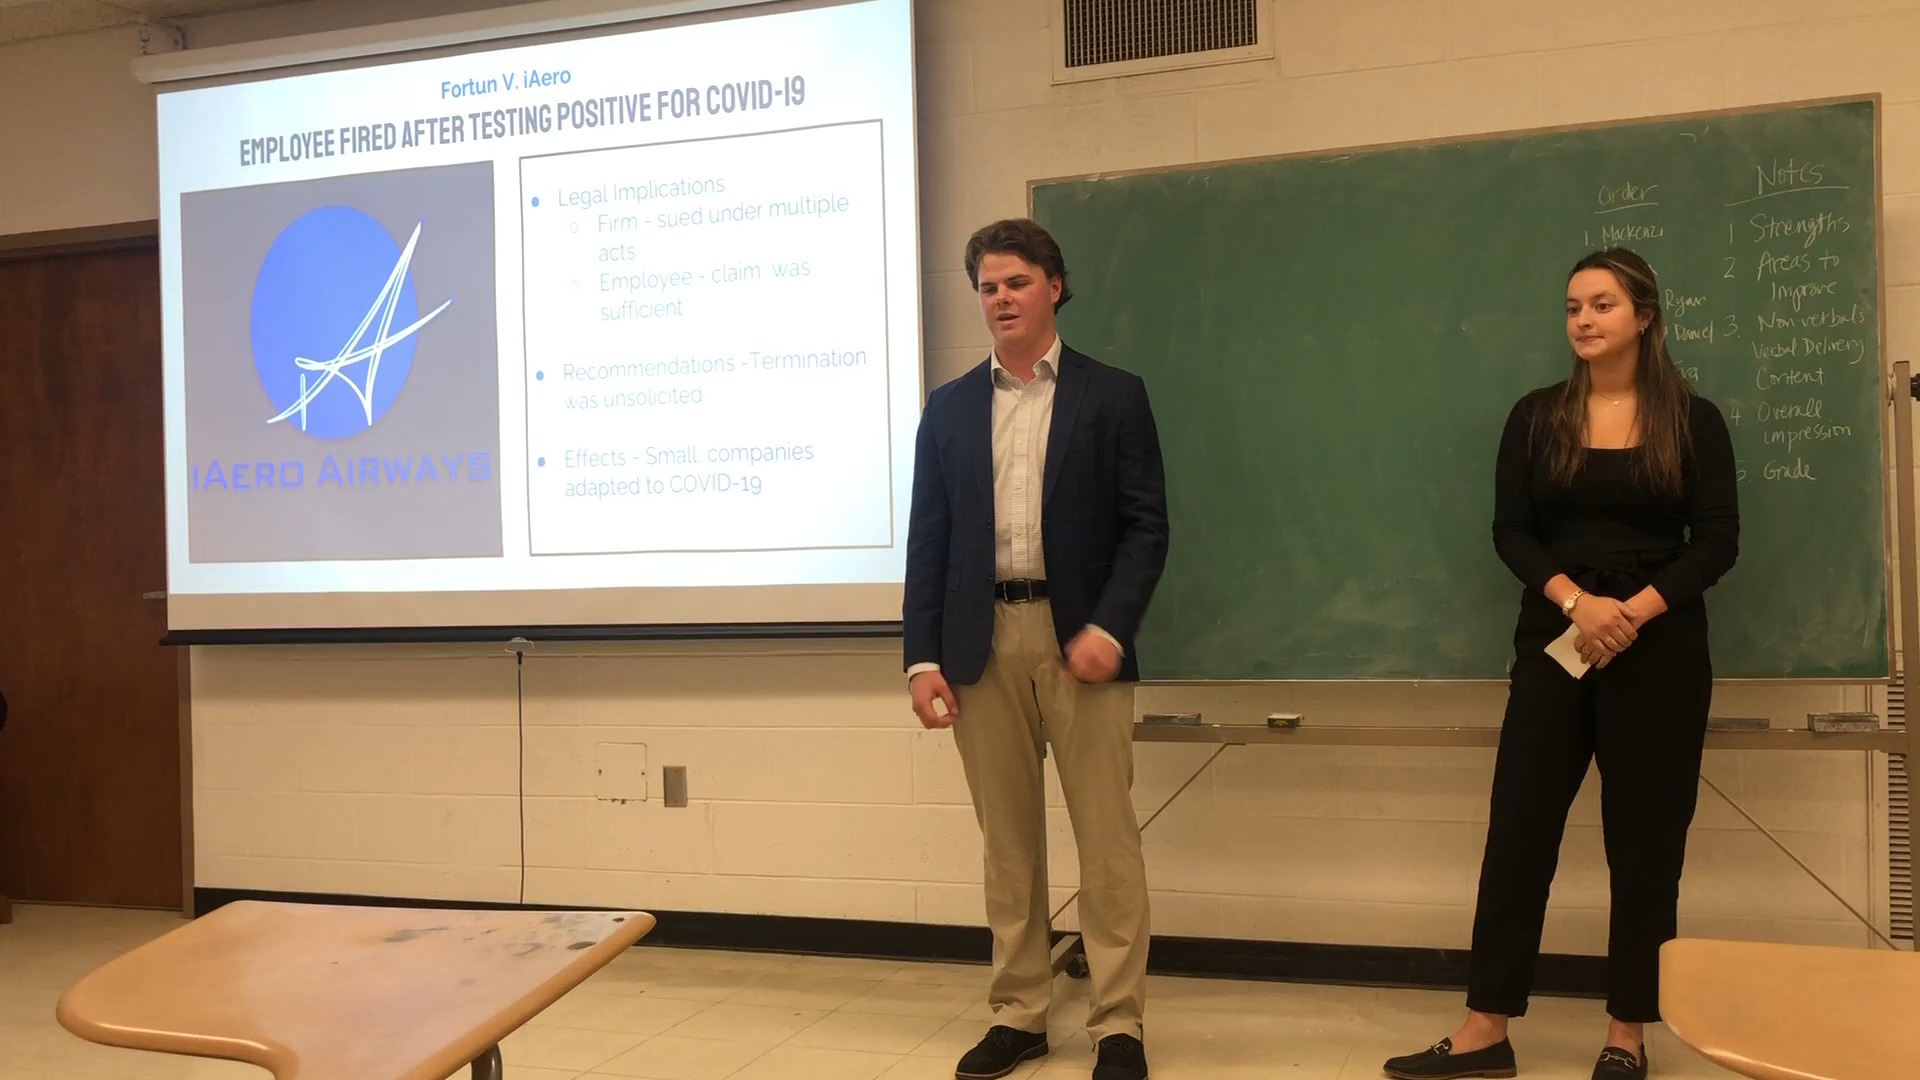 Fortun V. iAero
EMPLOYEE FIRED AFTER TESTING POSITIVE FOR COVID-19
iAERO AIRWAYS
Legal Implications
Firm - sued under multiple
acts
Employee - claim was
sufficient
Recommendations -Termination
was unsolicited
Effects - Small, companies
adapted to COVID-19
Order
1. Mackenzi
Ryan
Daniel
Notes
1 Strengths
2 Areas to
Improve
3. Nonverbals
Verbal Delivery
Content
4 Overall
impression
5. Grade